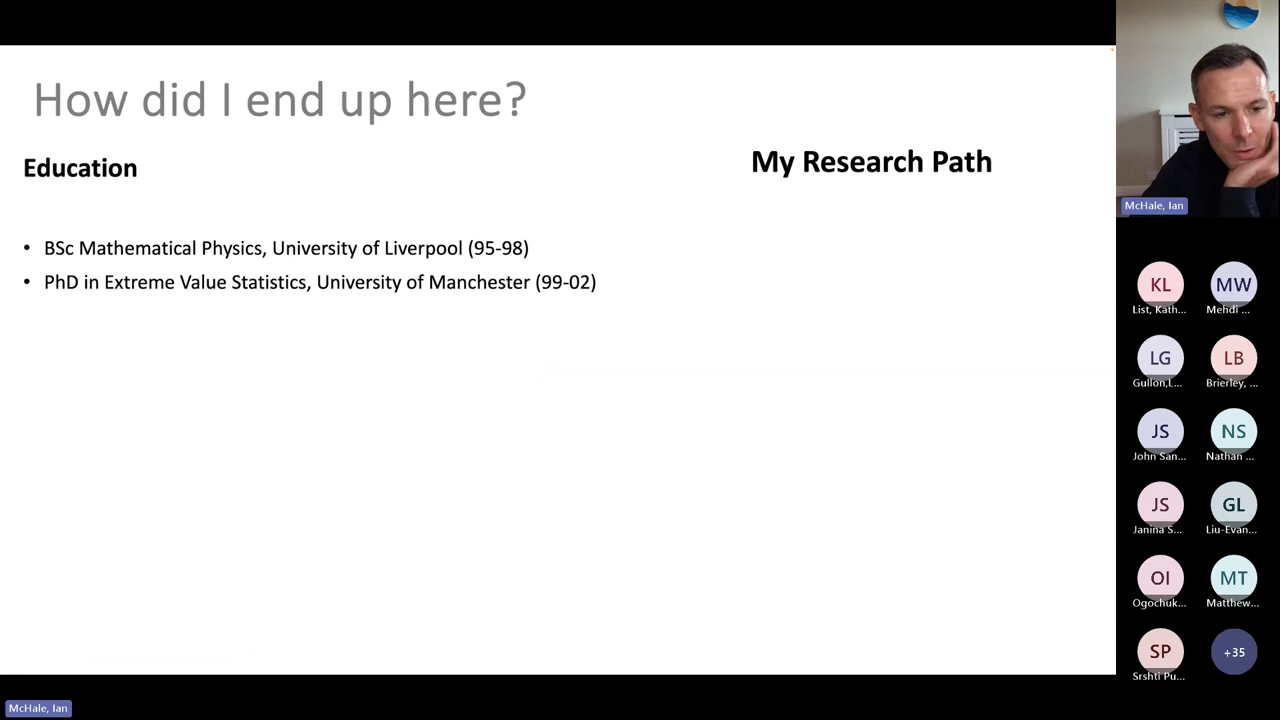 How did I end up here?
Education
My Research Path
• BSc Mathematical Physics, University of Liverpool (95-98)
• PhD in Extreme Value Statistics, University of Manchester (99-02)
McHale, Ian
KL
MW
List, Kath...
Mehdi ...
LG
LB
Gullon,L...
Brierley, ...
JS
NS
John San...
Nathan ...
JS
GL
Janina S...
Liu-Evan...
OI
MT
Ogochuk...
Matthew...
SP
+35
Srshti Pu...
McHale, Ian